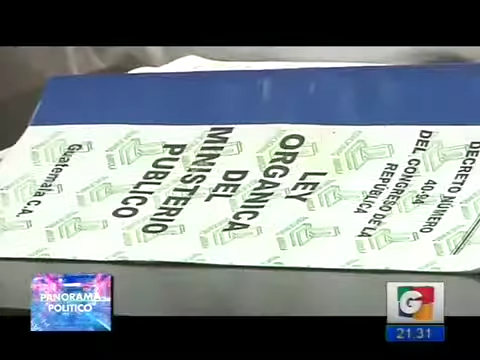 DECRETO NUMERO
40-94
DEL CONGRESO DE LA
REPUBLICA
LEY
ORGANICA
DEL
MINISTERIO
PUBLICO
Guatemala C.A.
PANORAMA
POLITICO
G
21.31